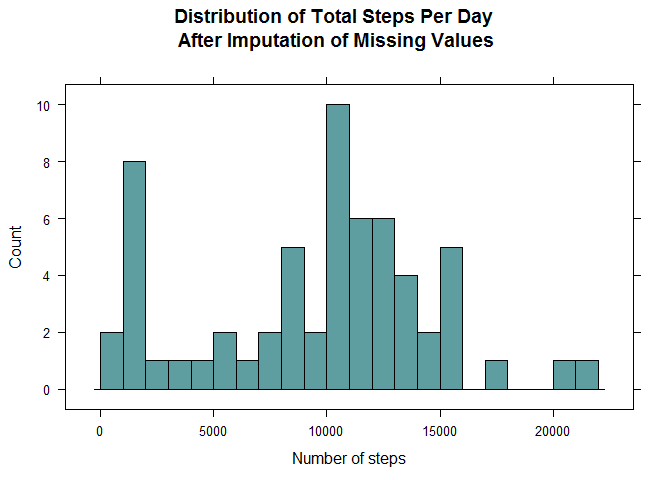 Distribution of Total Steps Per Day
After Imputation of Missing Values
10
8
6
4
2
0
Count
0 5000 10000 15000 20000
Number of steps